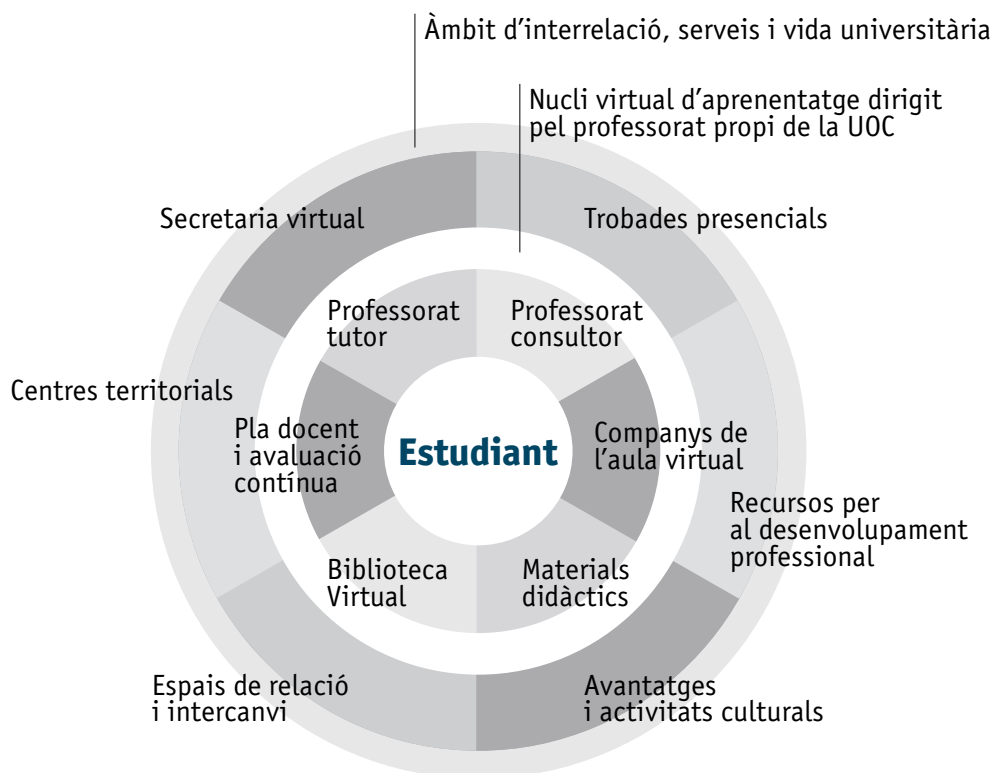 Àmbit d’interrelació, serveis i vida universitària
Nucli virtual d’aprenentatge dirigit
pel professorat propi de la UOC
Secretaria virtual
Trobades presencials
Professorat
tutor
Professorat
consultor
Centres territorials
Pla docent
i avaluació
contínua
Estudiant
Companys de
l’aula virtual
Recursos per
al desenvolupament
professional
Biblioteca
Virtual
Materials
didàctics
Espais de relació
i intercanvi
Avantatges
i activitats culturals